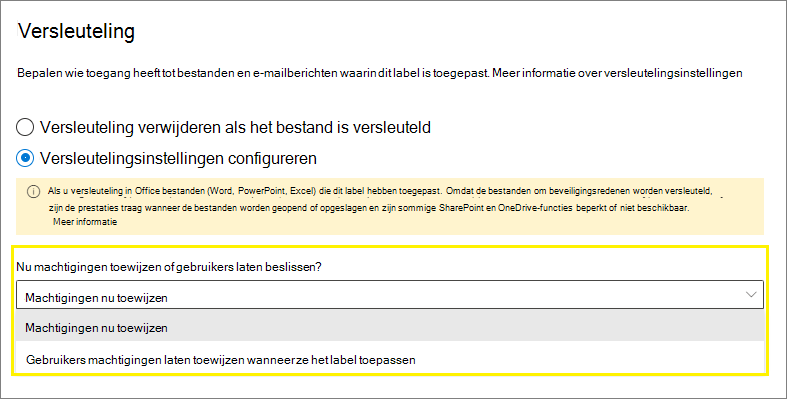 Versleuteling
Bepalen wie toegang heeft tot bestanden en e-mailberichten waarin dit label is toegepast. Meer informatie over versleutelingsinstellingen
Versleuteling verwijderen als het bestand is versleuteld
Versleutelingsinstellingen configureren
Als u versleuteling in Office bestanden (Word, PowerPoint, Excel) die dit label hebben toegepast. Omdat de bestanden om beveiligingsredenen worden versleuteld,
zijn de prestaties traag wanneer de bestanden worden geopend of opgeslagen en zijn sommige SharePoint en OneDrive-functies beperkt of niet beschikbaar.
Meer informatie
Nu machtigingen toewijzen of gebruikers laten beslissen?
Machtigingen nu toewijzen
Machtigingen nu toewijzen
Gebruikers machtigingen laten toewijzen wanneer ze het label toepassen